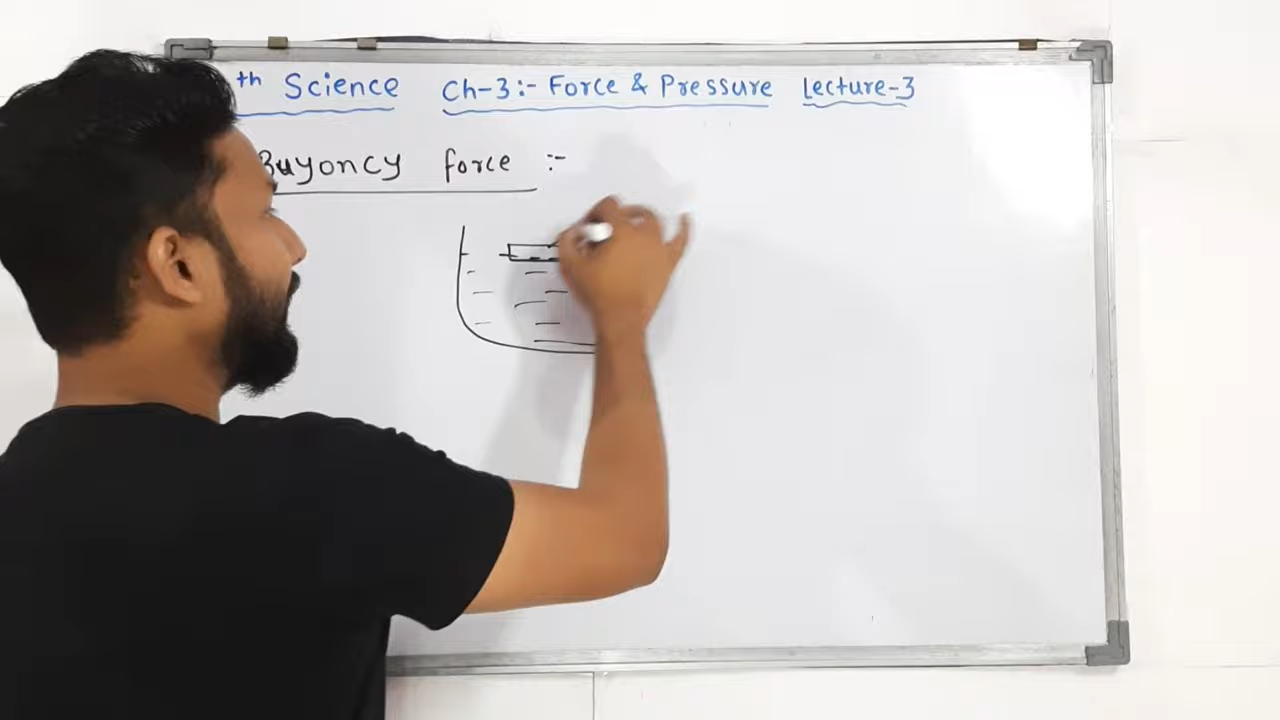 th Science Ch-3:- Force & Pressure Lecture-3
Buyoncy force :-